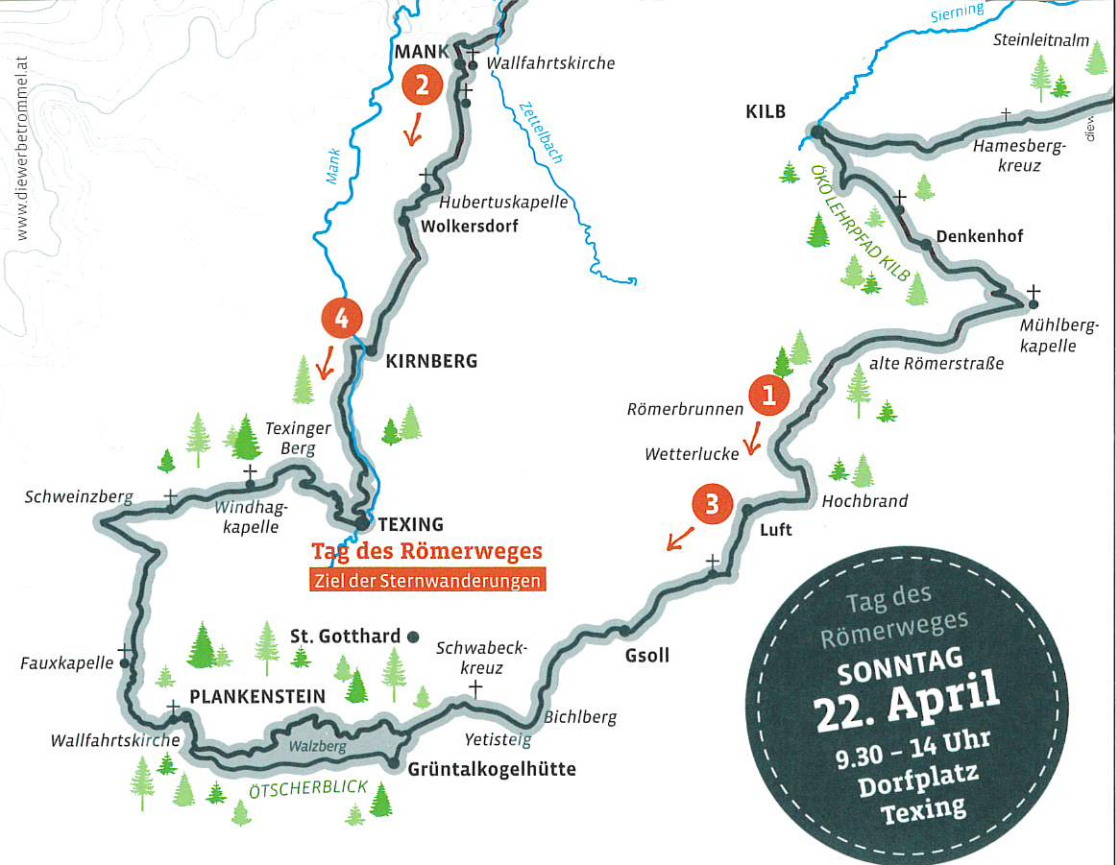 www.diewerbetrommel.at
Sierning
Steinleitnalm
MANK
Wallfahrtskirche
2
KILB
Zettelbach
Hamesberg-
kreuz
Mank
ÖKO LEHRPFAD KILB
Hubertuskapelle
Wolkersdorf
Denkenhof
4
Mühlberg-
kapelle
KIRNBERG
alte Römerstraße
1
Römerbrunnen
Texinger
Berg
Wetterlucke
Schweinzberg
Windhag-
kapelle
3
Hochbrand
TEXING
Luft
Tag des Römerweges
Ziel der Sternwanderungen
St. Gotthard
Schwabeck-
kreuz
Gsoll
Fauxkapelle
PLANKENSTEIN
Bichlberg
Wallfahrtskirche
Walzberg
Yetisteig
Grüntalkogelhütte
ÖTSCHERBLICK
Tag des
Römerweges
SONNTAG
22. April
9.30 – 14 Uhr
Dorfplatz
Texing